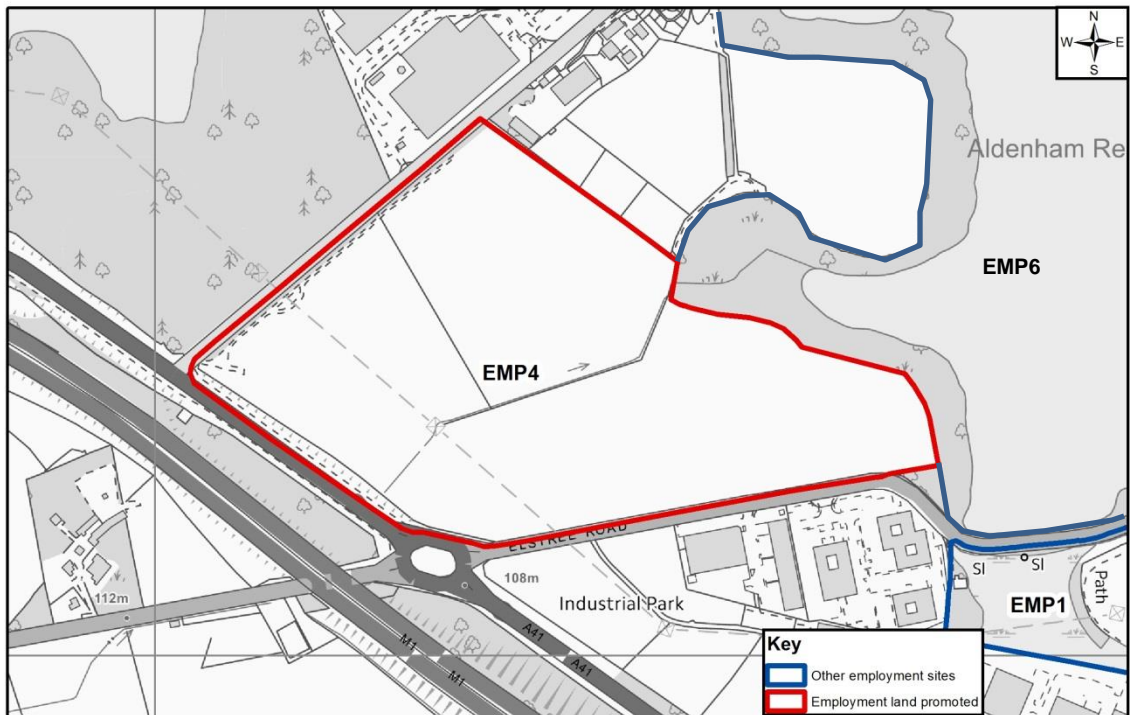 N
W E
S
Aldenham Re
EMP6
EMP4
ELSTREE ROAD
108m
112m
Industrial Park
SI
SI
Path
EMP1
A41
A41
M1
M1
Key
Other employment sites
Employment land promoted